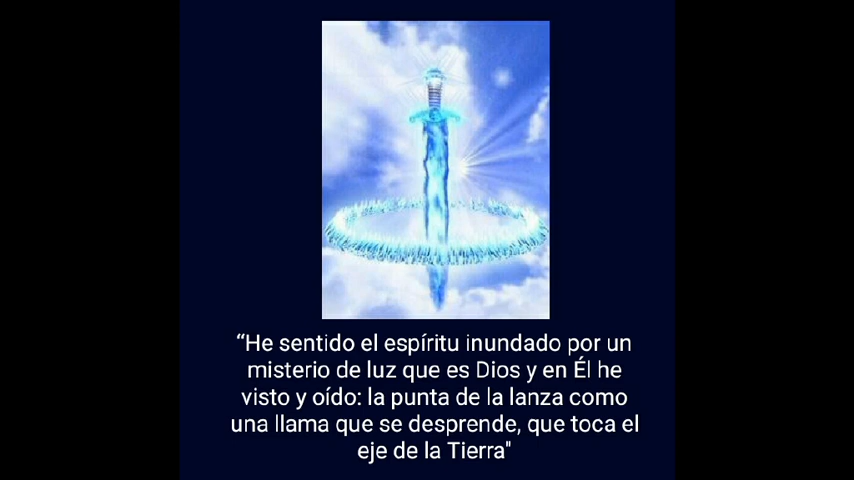 “He sentido el espíritu inundado por un
misterio de luz que es Dios y en Él he
visto y oído: la punta de la lanza como
una llama que se desprende, que toca el
eje de la Tierra"